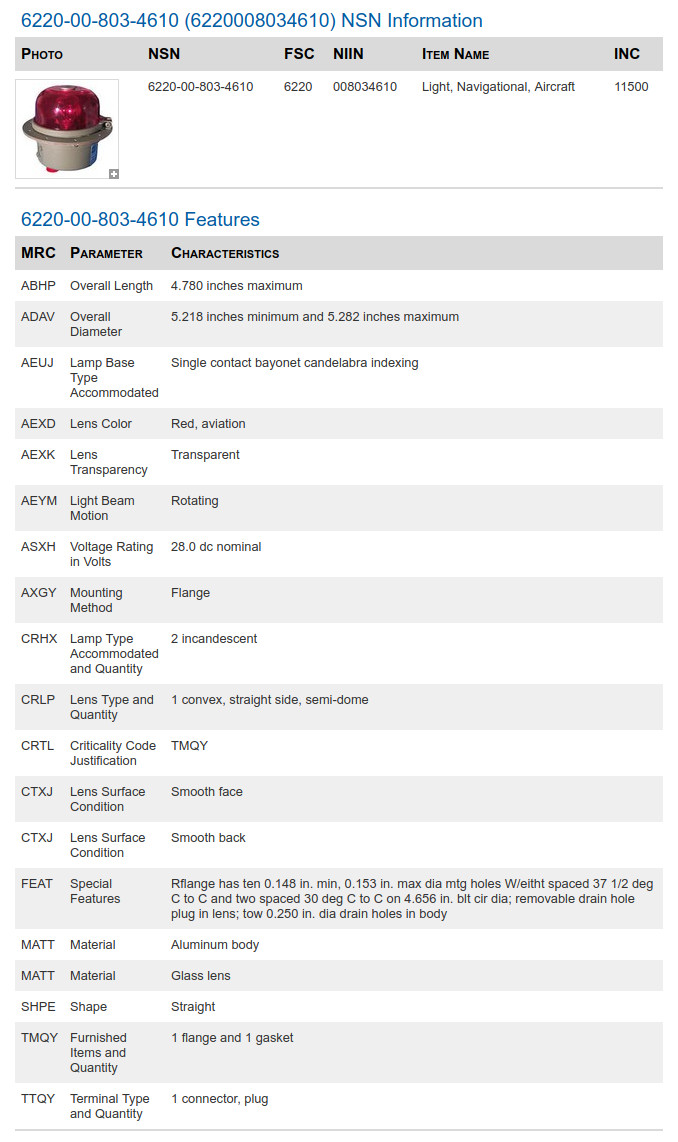 6220-00-803-4610 (6220008034610) NSN Information
Photo NSN FSC NIIN Item Name INC
6220-00-803-4610 6220 008034610 Light, Navigational, Aircraft 11500
6220-00-803-4610 Features
MRC Parameter Characteristics
ABHP Overall Length 4.780 inches maximum
ADAV Overall 5.218 inches minimum and 5.282 inches maximum
Diameter
AEUJ Lamp Base Single contact bayonet candelabra indexing
Type
Accommodated
AEXD Lens Color Red, aviation
AEXK Lens Transparent
Transparency
AEYM Light Beam Rotating
Motion
ASXH Voltage Rating 28.0 dc nominal
in Volts
AXGY Mounting Flange
Method
CRHX Lamp Type 2 incandescent
Accommodated
and Quantity
CRLP Lens Type and 1 convex, straight side, semi-dome
Quantity
CRTL Criticality Code TMQY
Justification
CTXJ Lens Surface Smooth face
Condition
CTXJ Lens Surface Smooth back
Condition
FEAT Special Rflange has ten 0.148 in. min, 0.153 in. max dia mtg holes W/eitht spaced 37 1/2 deg
Features C to C and two spaced 30 deg C to C on 4.656 in. blt cir dia; removable drain hole
plug in lens; tow 0.250 in. dia drain holes in body
MATT Material Aluminum body
MATT Material Glass lens
SHPE Shape Straight
TMQY Furnished 1 flange and 1 gasket
Items and
Quantity
TTQY Terminal Type 1 connector, plug
and Quantity